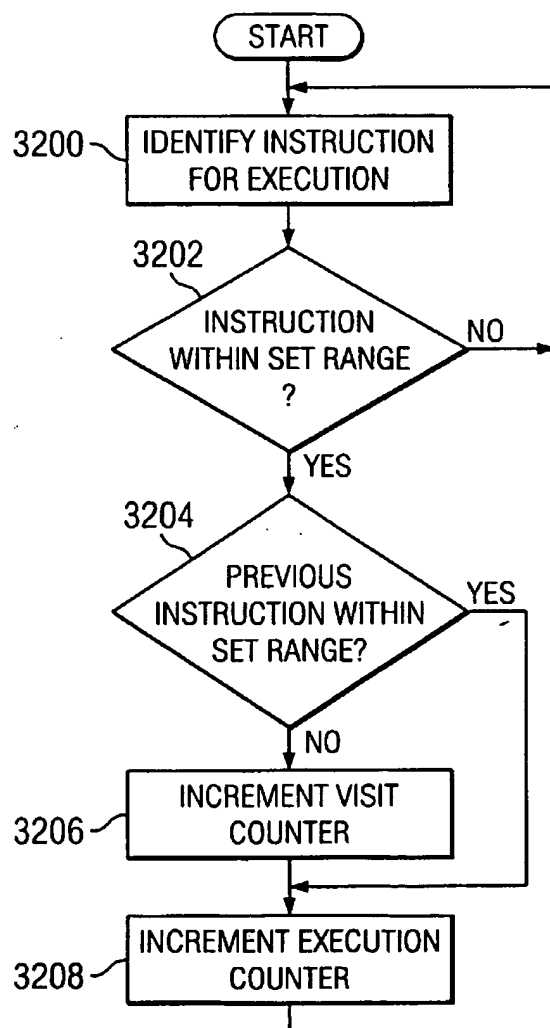 START
3200
IDENTIFY INSTRUCTION
FOR EXECUTION
3202
INSTRUCTION
WITHIN SET RANGE
?
NO
YES
3204
PREVIOUS
INSTRUCTION WITHIN
SET RANGE?
YES
NO
3206
INCREMENT VISIT
COUNTER
3208
INCREMENT EXECUTION
COUNTER